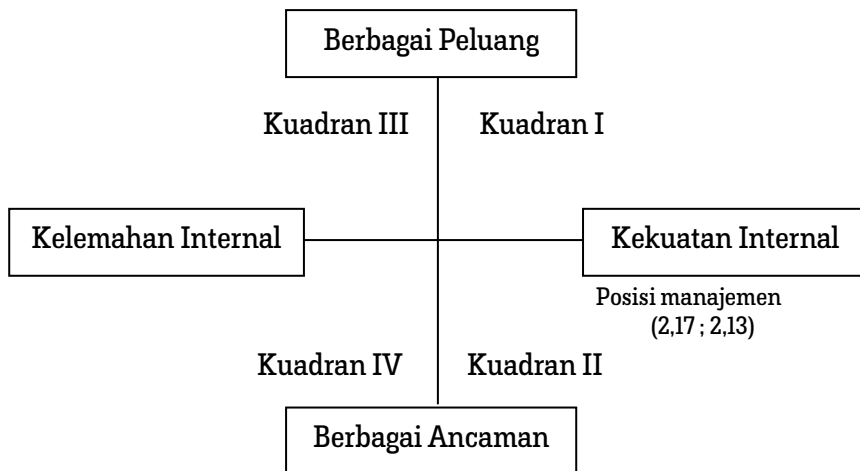 Berbagai Peluang
Kuadran III
Kuadran I
Kelemahan Internal
Kekuatan Internal
Posisi manajemen
(2,17 ; 2,13)
Kuadran IV
Kuadran II
Berbagai Ancaman